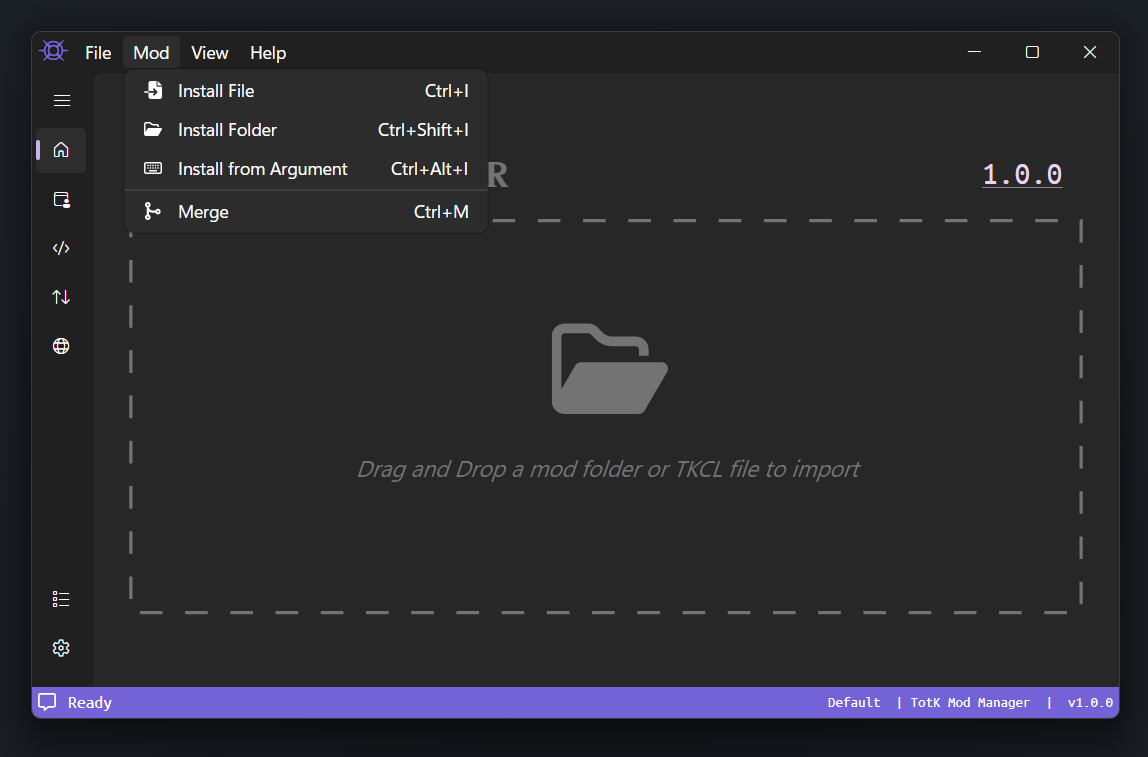 File Mod View Help
Install File Ctrl+I
Install Folder Ctrl+Shift+I
Install from Argument Ctrl+Alt+I
R 1.0.0
Merge Ctrl+M
Drag and Drop a mod folder or TKCL file to import
Ready Default | TotK Mod Manager | v1.0.0